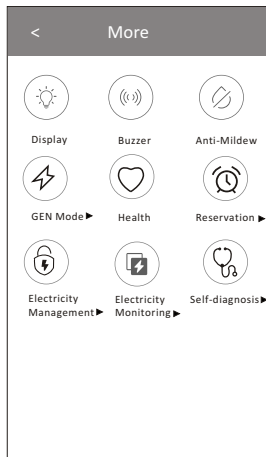 < More
Display Buzzer Anti-Mildew
GEN Mode▶ Health Reservation▶
Electricity Electricity Self-diagnosis▶
Management▶ Monitoring▶